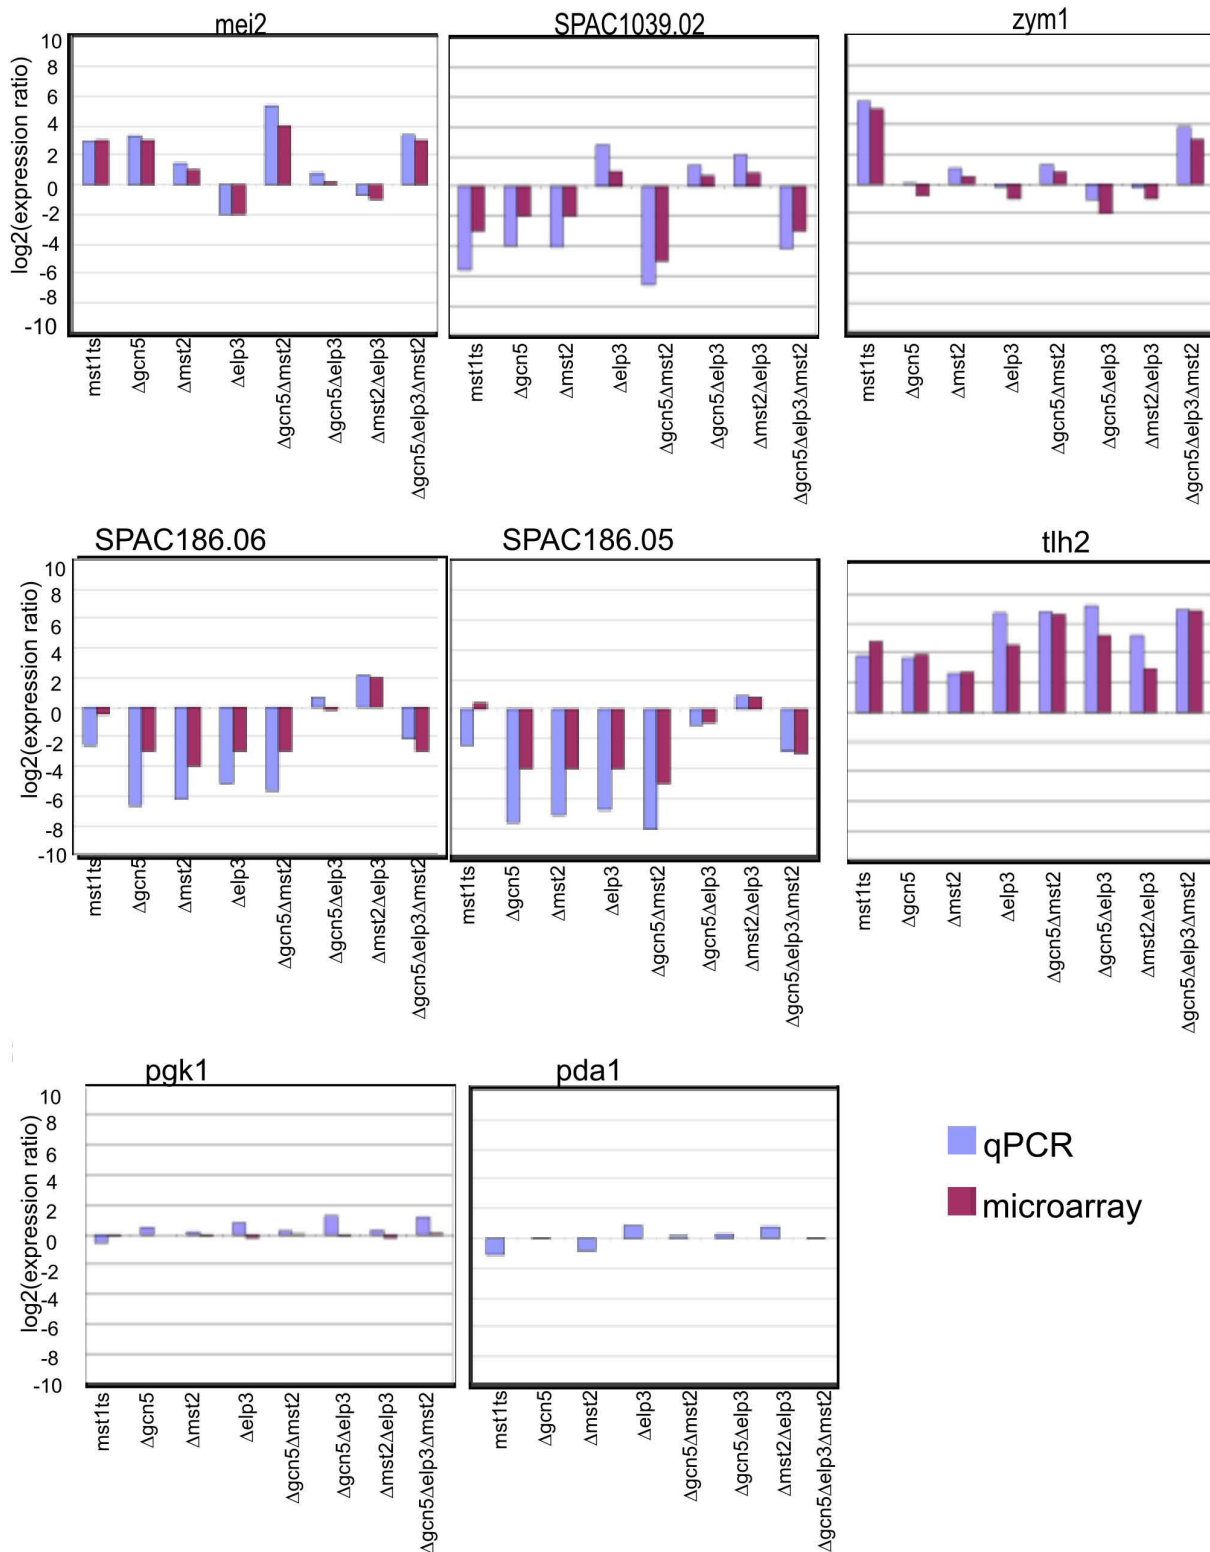 mei2
SPAC1039.02
zym1
log2(expression ratio)
10
8
6
4
2
0
-2
-4
-6
-8
-10
mst1ts
Δgcn5
Δmst2
Δelp3
Δgcn5Δmst2
Δgcn5Δelp3
Δmst2Δelp3
Δgcn5Δelp3Δmst2
mst1ts
Δgcn5
Δmst2
Δelp3
Δgcn5Δmst2
Δgcn5Δelp3
Δmst2Δelp3
Δgcn5Δelp3Δmst2
mst1ts
Δgcn5
Δmst2
Δelp3
Δgcn5Δmst2
Δgcn5Δelp3
Δmst2Δelp3
Δgcn5Δelp3Δmst2
SPAC186.06
SPAC186.05
tlh2
log2(expression ratio)
10
8
6
4
2
0
-2
-4
-6
-8
-10
mst1ts
Δgcn5
Δmst2
Δelp3
Δgcn5Δmst2
Δgcn5Δelp3
Δmst2Δelp3
Δgcn5Δelp3Δmst2
mst1ts
Δgcn5
Δmst2
Δelp3
Δgcn5Δmst2
Δgcn5Δelp3
Δmst2Δelp3
Δgcn5Δelp3Δmst2
mst1ts
Δgcn5
Δmst2
Δelp3
Δgcn5Δmst2
Δgcn5Δelp3
Δmst2Δelp3
Δgcn5Δelp3Δmst2
pgk1
pda1
log2(expression ratio)
10
8
6
4
2
0
-2
-4
-6
-8
-10
mst1ts
Δgcn5
Δmst2
Δelp3
Δgcn5Δmst2
Δgcn5Δelp3
Δmst2Δelp3
Δgcn5Δelp3Δmst2
mst1ts
Δgcn5
Δmst2
Δelp3
Δgcn5Δmst2
Δgcn5Δelp3
Δmst2Δelp3
Δgcn5Δelp3Δmst2
qPCR
microarray